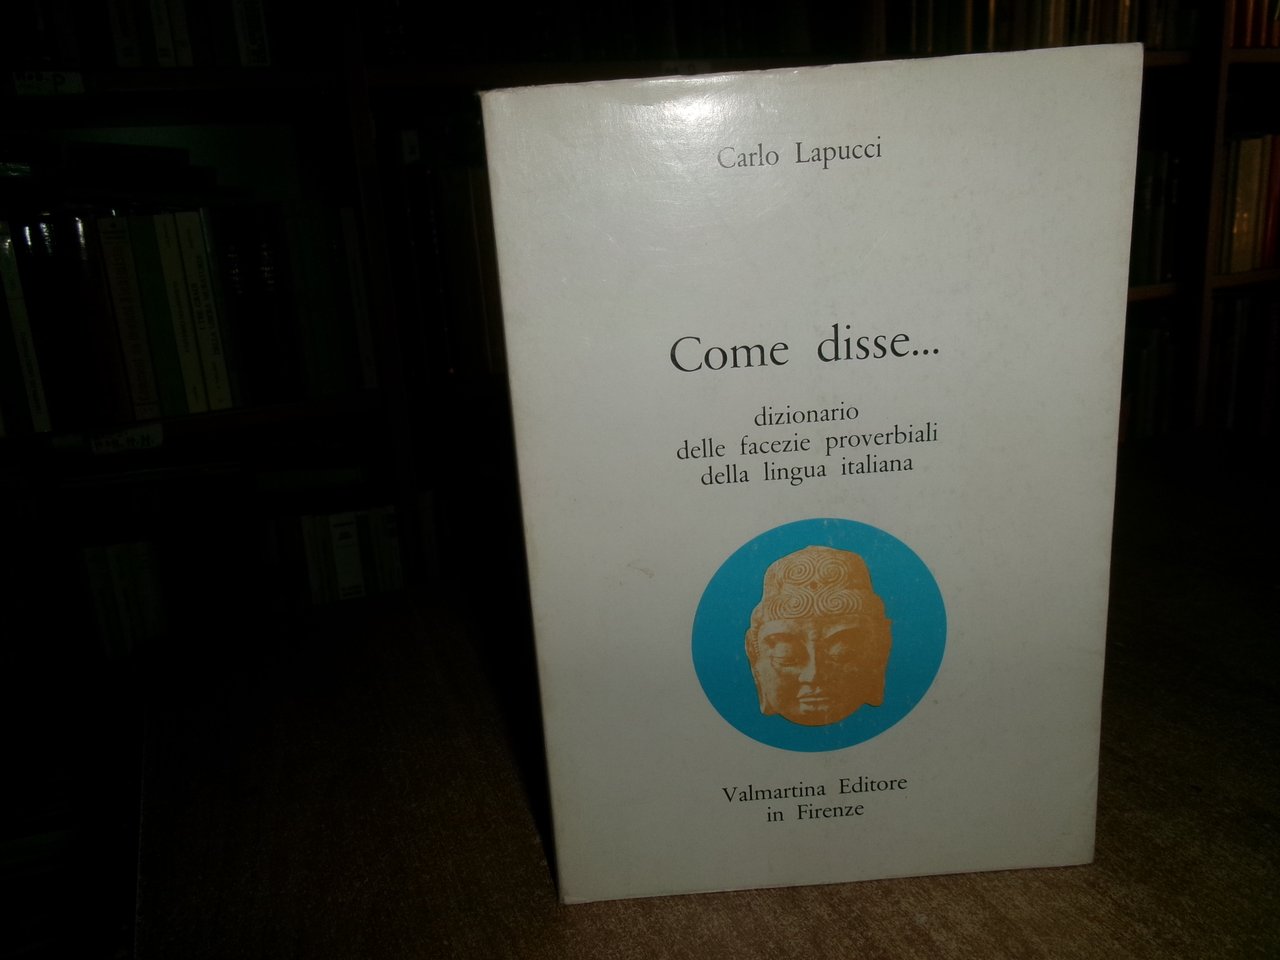 Carlo Lapucci
Come disse...
dizionario
delle facezie proverbiali
della lingua italiana
Valmartina Editore
in Firenze